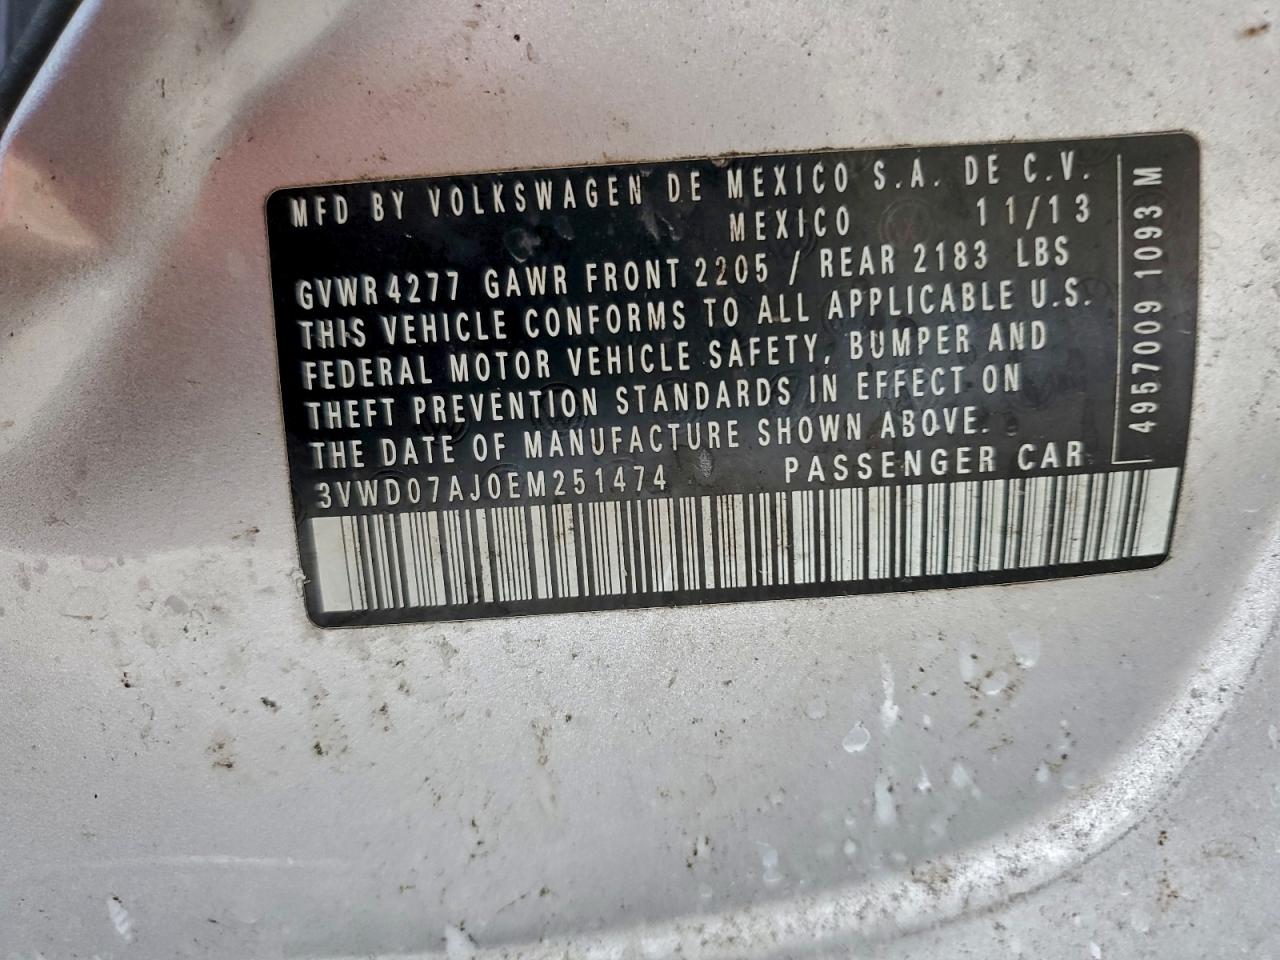 MFD BY VOLKSWAGEN DE MEXICO S.A. DE C.V.
MEXICO 11/13
GVWR 4277 GAWR FRONT 2205 / REAR 2183 LBS
THIS VEHICLE CONFORMS TO ALL APPLICABLE U.S.
FEDERAL MOTOR VEHICLE SAFETY, BUMPER AND
THEFT PREVENTION STANDARDS IN EFFECT ON
THE DATE OF MANUFACTURE SHOWN ABOVE.
3VWD07AJ0EM251474 PASSENGER CAR
4957009 1093 M